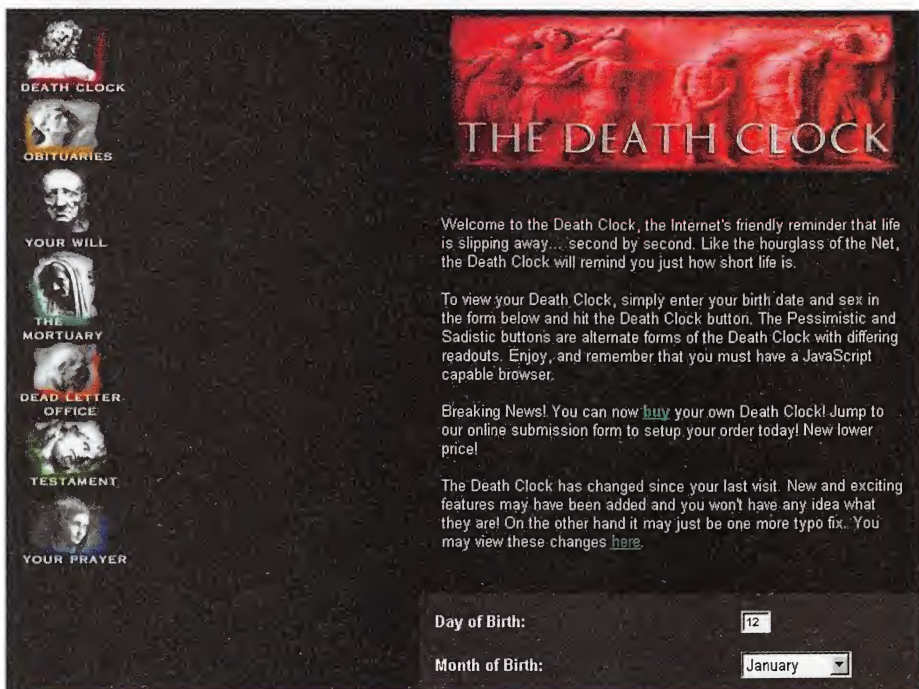 DEATH CLOCK
OBITUARIES
YOUR WILL
THE
MORTUARY
DEAD LETTER
OFFICE
TESTAMENT
YOUR PRAYER
THE DEATH CLOCK
Welcome to the Death Clock, the Internet's friendly reminder that life
is slipping away... second by second. Like the hourglass of the Net,
the Death Clock will remind you just how short life is.
To view your Death Clock, simply enter your birth date and sex in
the form below and hit the Death Clock button. The Pessimistic and
Sadistic buttons are alternate forms of the Death Clock with differing
readouts. Enjoy, and remember that you must have a JavaScript
capable browser.
Breaking News! You can now buy your own Death Clock! Jump to
our online submission form to setup your order today! New lower
price!
The Death Clock has changed since your last visit. New and exciting
features may have been added and you won't have any idea what
they are! On the other hand it may just be one more typo fix. You
may view these changes here.
Day of Birth: 12
Month of Birth: January